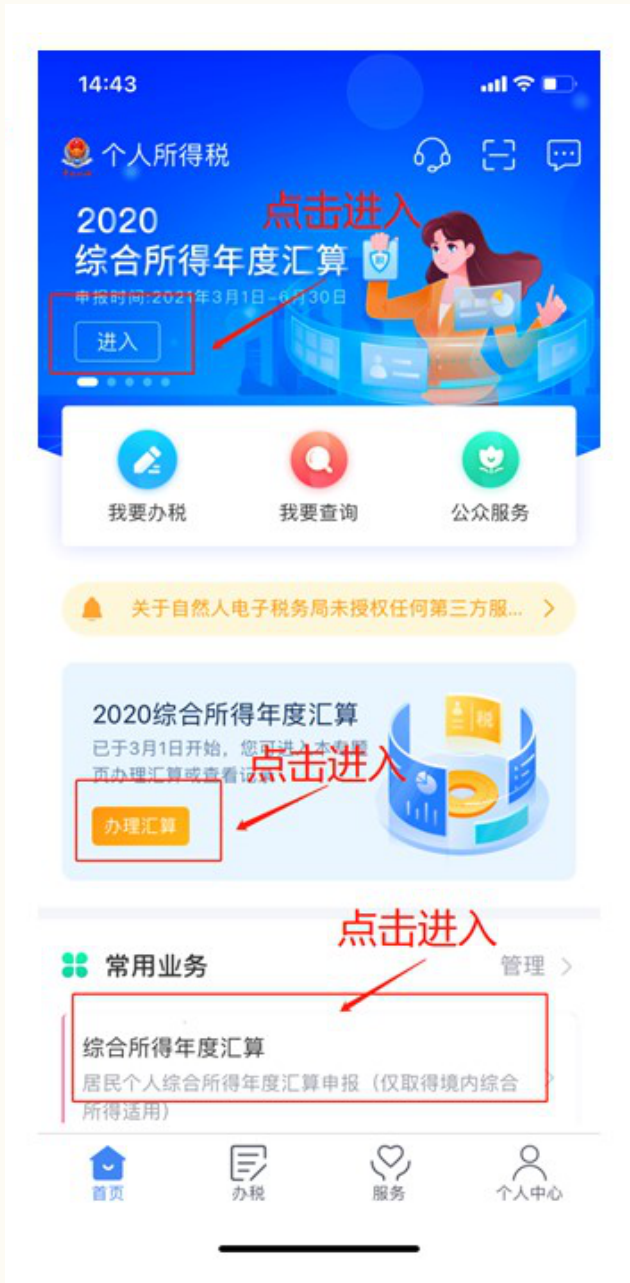 14:43
个人所得税
2020
点击进入
综合所得年度汇算
申报时间:2021年3月1日-6月30日
进入
我要办税
我要查询
公众服务
关于自然人电子税务局未授权任何第三方服...
2020综合所得年度汇算
税
已于3月1日开始，您可进入本专题
页办理汇算或查看记录
点击进入
办理汇算
点击进入
常用业务
管理
综合所得年度汇算
居民个人综合所得年度汇算申报（仅取得境内综合
所得适用）
首页
办税
服务
个人中心